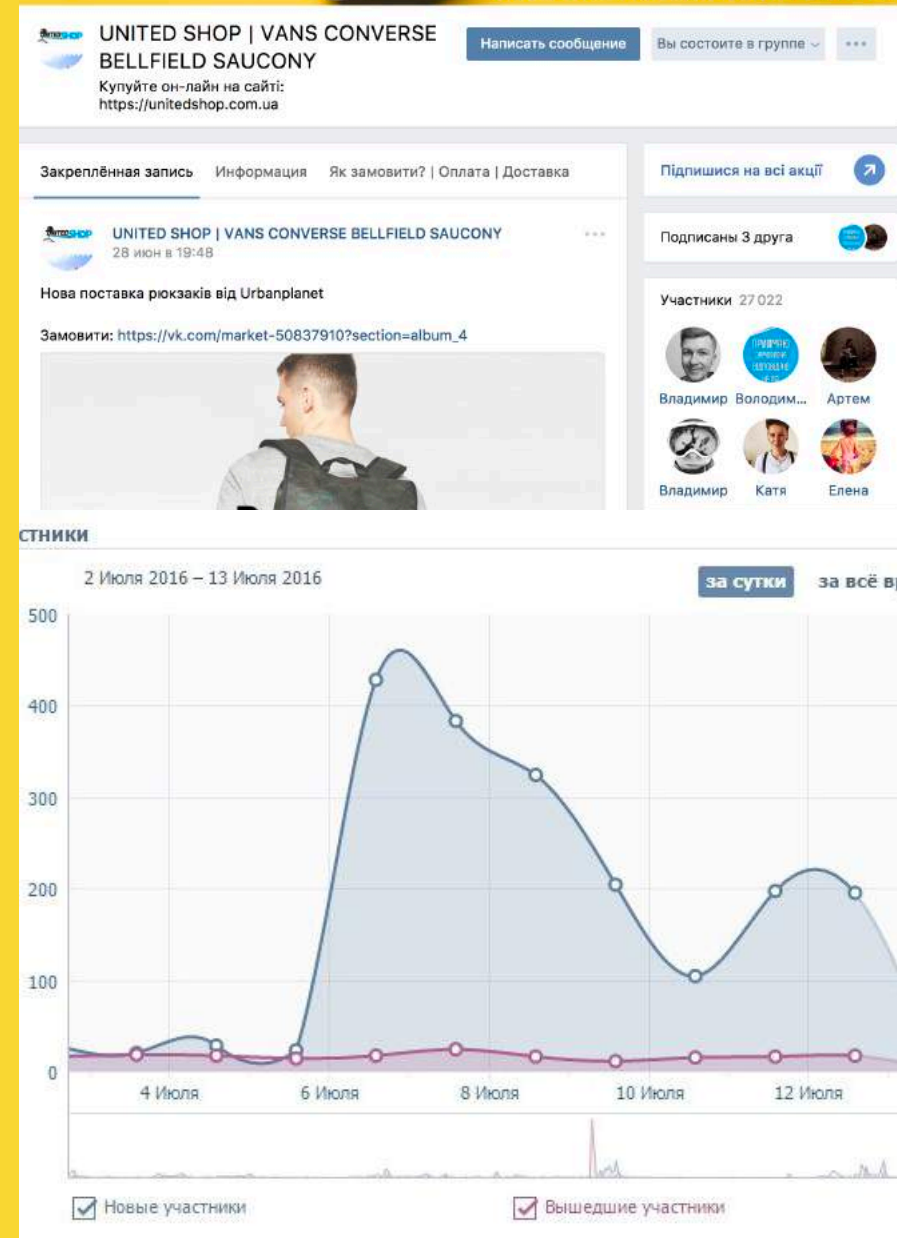 UNITED SHOP | VANS CONVERSE
BELLFIELD SAUCONY
Купуйте он-лайн на сайті:
https://unitedshop.com.ua
Написать сообщение
Вы состоите в группе
Закреплённая запись Информация Як замовити? | Оплата | Доставка
UNITED SHOP | VANS CONVERSE BELLFIELD SAUCONY
28 июн в 19:48
Нова поставка рюкзаків від Urbanplanet
Замовити: https://vk.com/market-50837910?section=album_4
Підпишися на всі акції
Подписаны 3 друга
Участники 27 022
Владимир Володим... Артем
Владимир Катя Елена
стники
2 Июля 2016 – 13 Июля 2016
за сутки за всё в
500
400
300
200
100
0
4 Июля 6 Июля 8 Июля 10 Июля 12 Июля
Новые участники Вышедшие участники